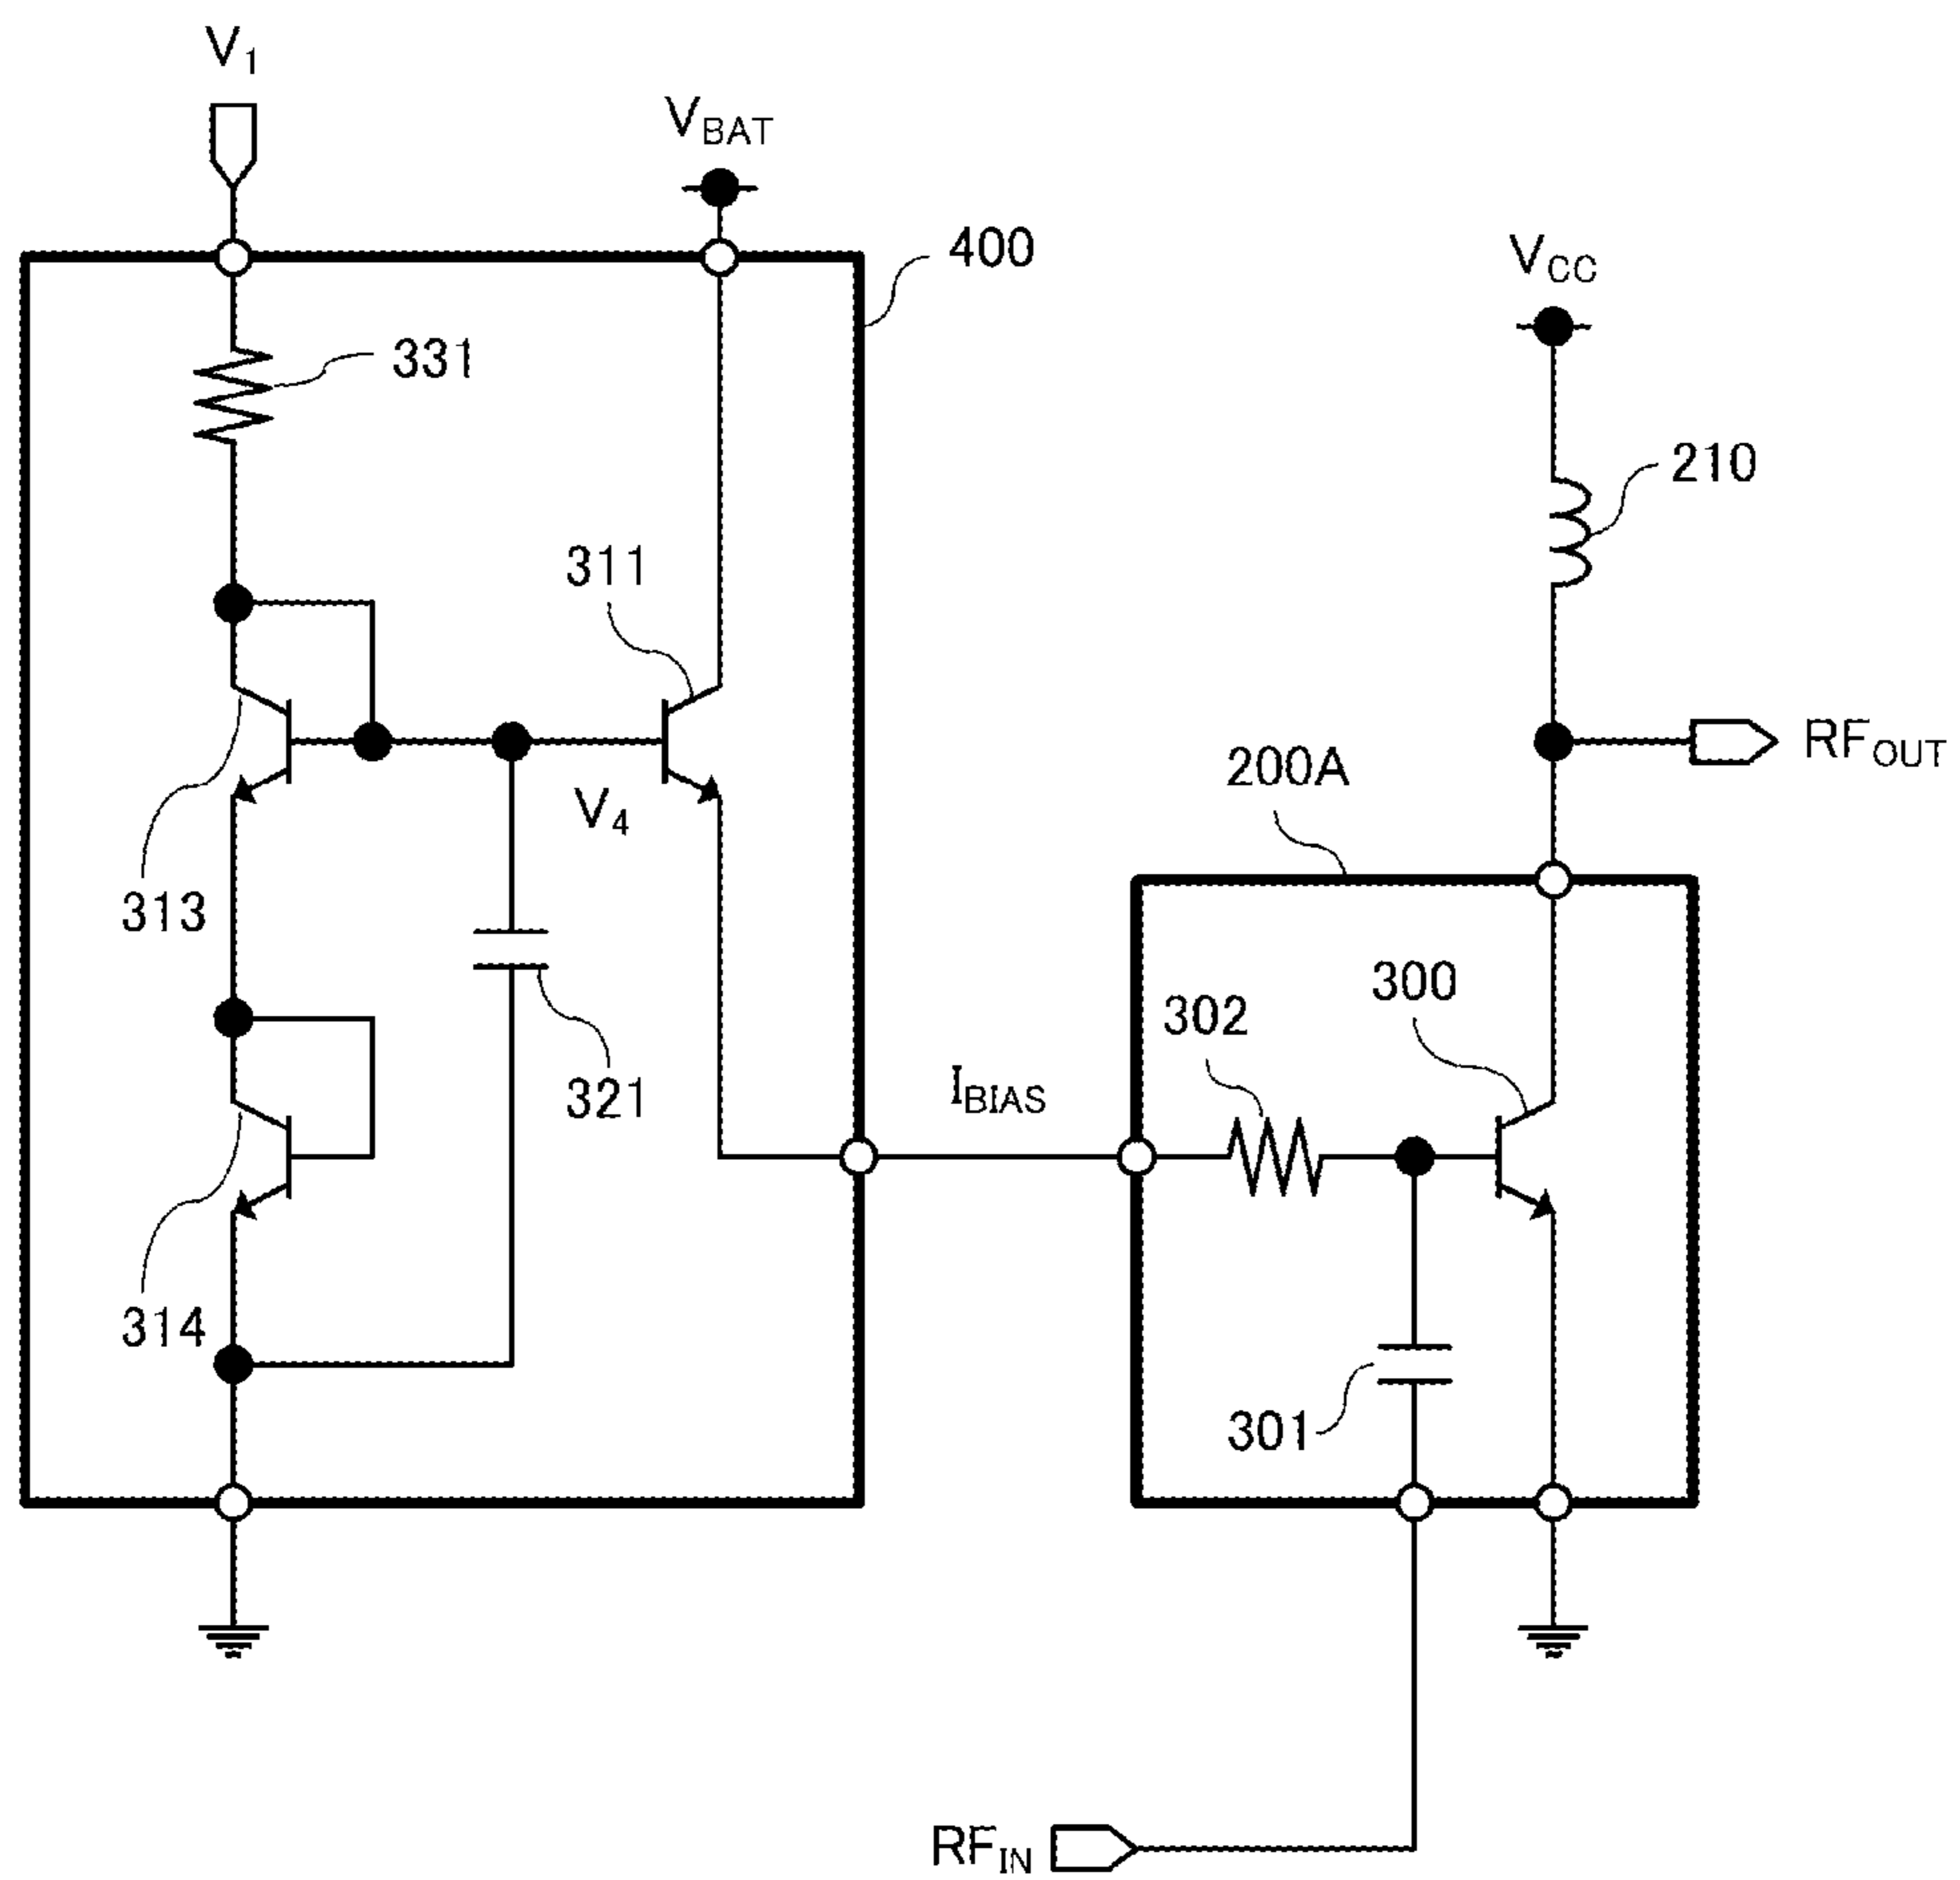 V1
VBAT
400
VCC
331
210
311
RFOUT
200A
V4
313
300
302
321
IBIAS
314
301
RFIN